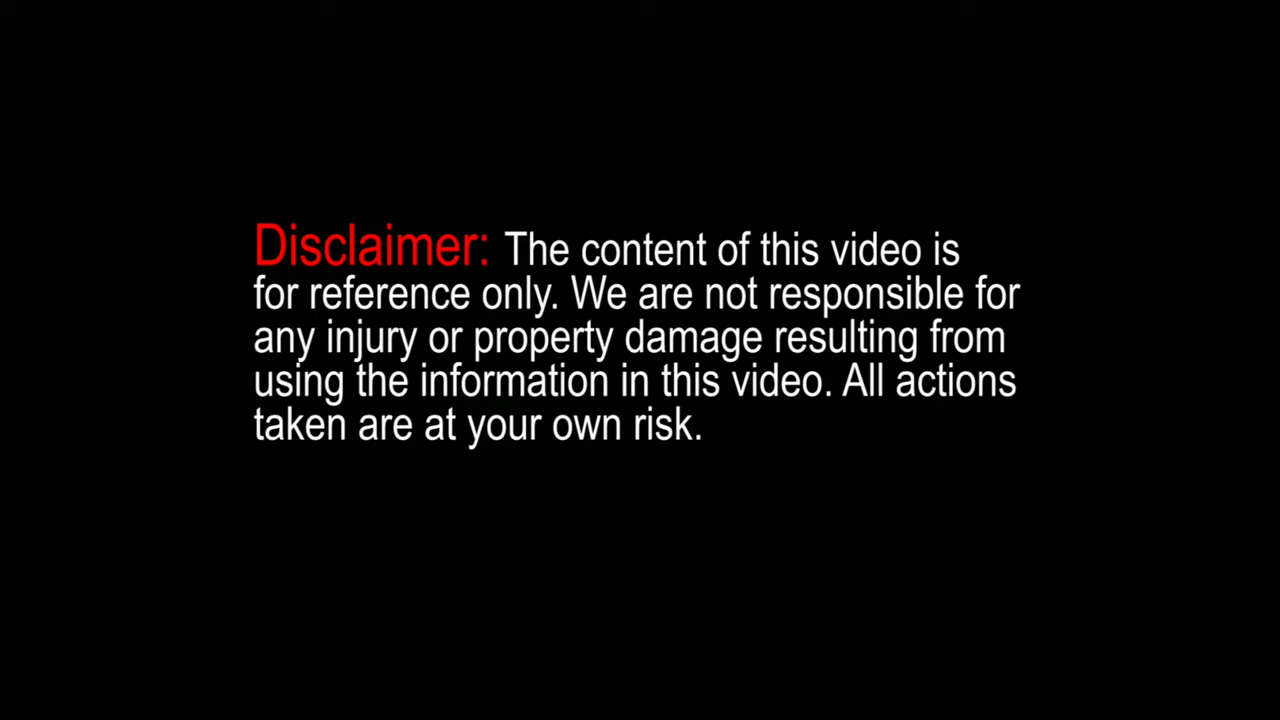 Disclaimer: The content of this video is
for reference only. We are not responsible for
any injury or property damage resulting from
using the information in this video. All actions
taken are at your own risk.